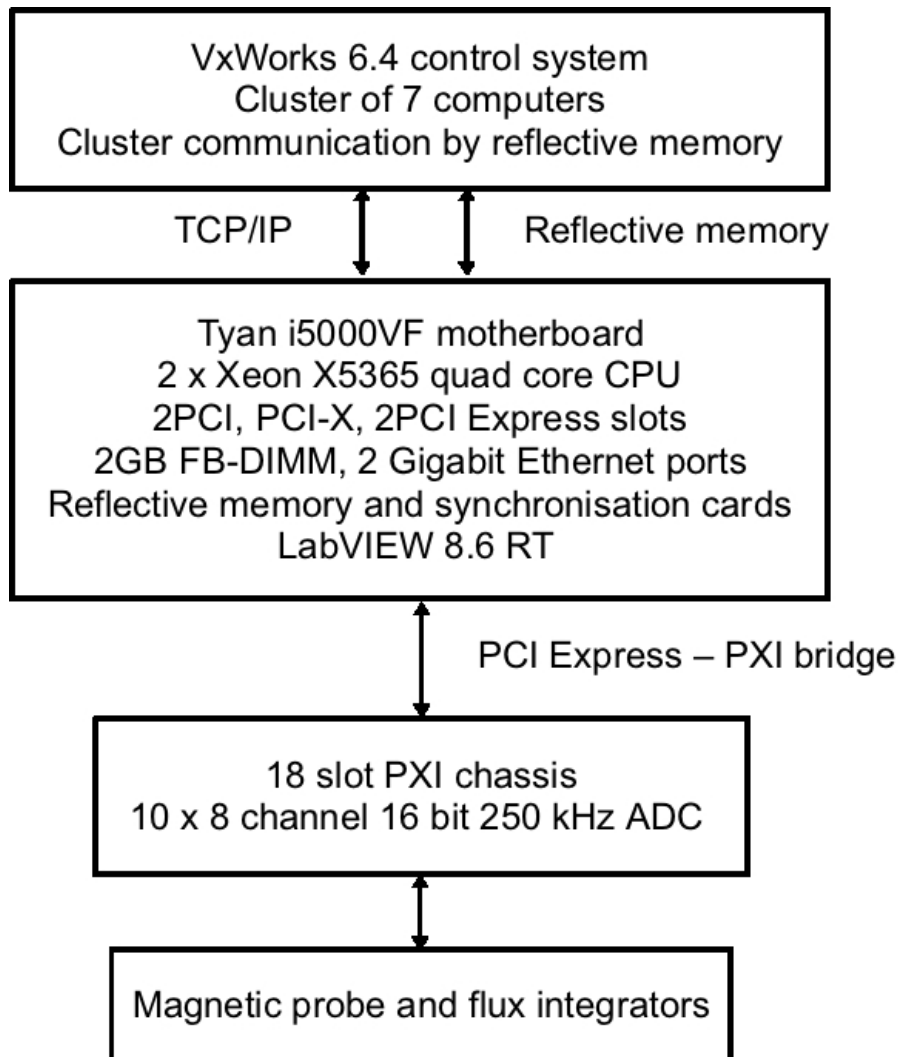 VxWorks 6.4 control system
Cluster of 7 computers
Cluster communication by reflective memory
TCP/IP
Reflective memory
Tyan i5000VF motherboard
2 x Xeon X5365 quad core CPU
2PCI, PCI-X, 2PCI Express slots
2GB FB-DIMM, 2 Gigabit Ethernet ports
Reflective memory and synchronisation cards
LabVIEW 8.6 RT
PCI Express – PXI bridge
18 slot PXI chassis
10 x 8 channel 16 bit 250 kHz ADC
Magnetic probe and flux integrators